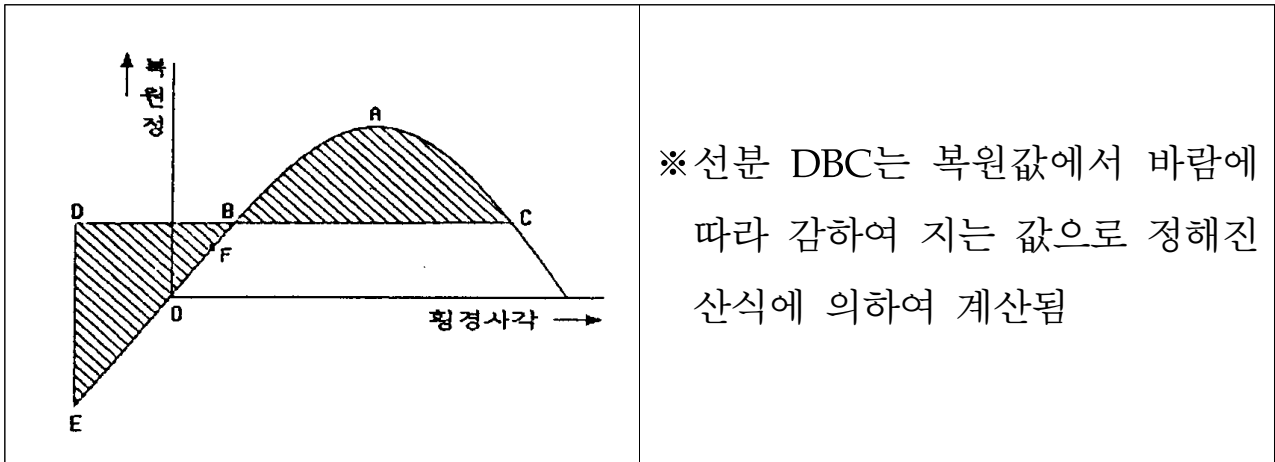 복원정
A
D
B
C
F
O
횡경사각
E
※선분 DBC는 복원값에서 바람에
따라 감하여 지는 값으로 정해진
산식에 의하여 계산됨